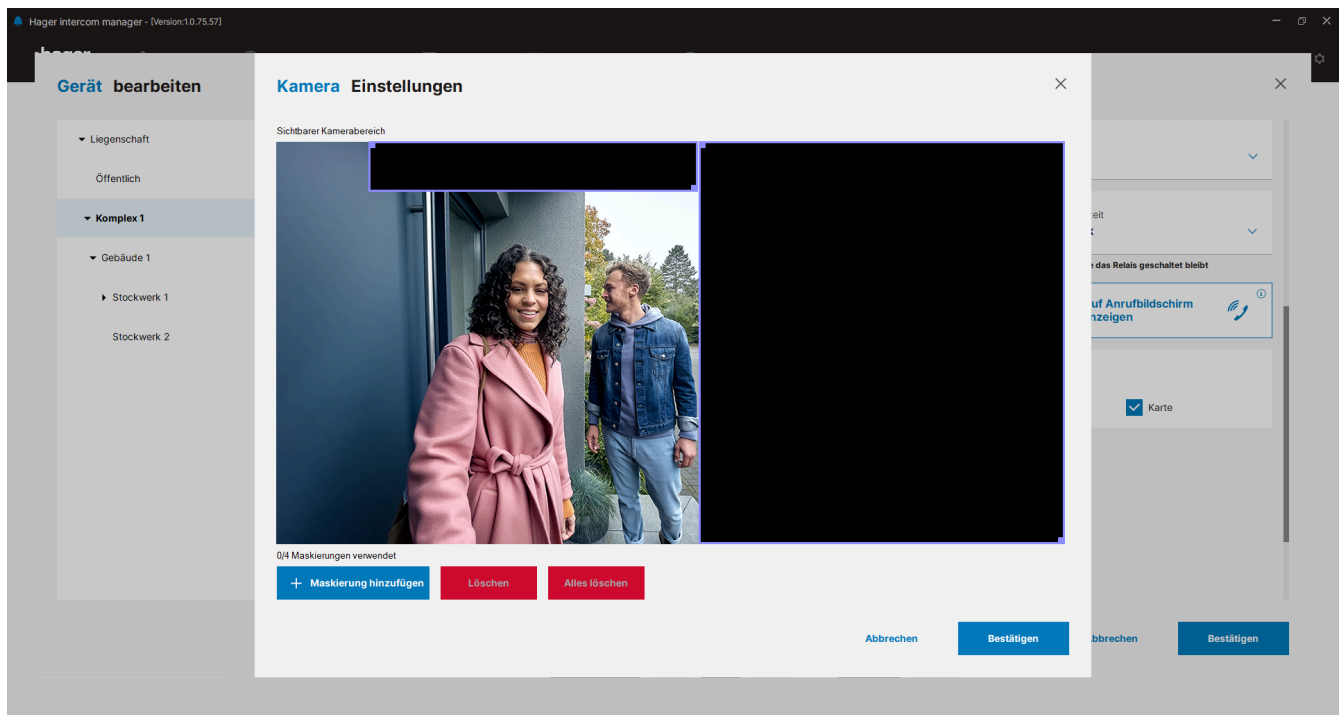 Hager intercom manager - [Version:1.0.75.57]
Gerät bearbeiten
Liegenschaft
Öffentlich
Komplex 1
Gebäude 1
Stockwerk 1
Stockwerk 2
Kamera Einstellungen
Sichtbarer Kamerabereich
0/4 Maskierungen verwendet
+ Maskierung hinzufügen
Löschen
Alles löschen
Abbrechen
Bestätigen
das Relais geschaltet bleibt
uf Anrufbildschirm
nzeigen
Karte
bbrechen
Bestätigen